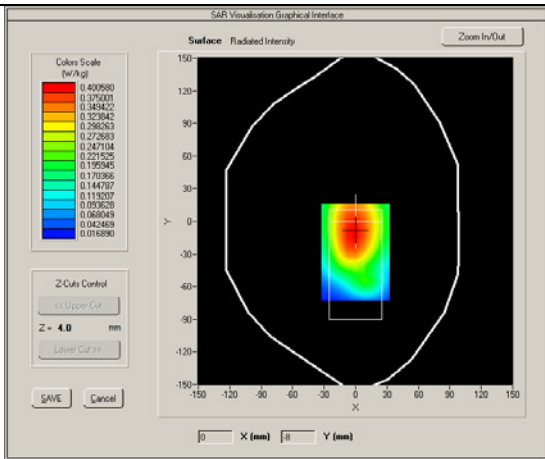 SAR Visualisation Graphical Interface
Surface Radiated Intensity
Zoom In/Out
Colors Scale
(W/kg)
0.400580
0.375001
0.349422
0.323842
0.298263
0.272683
0.247104
0.221525
0.195945
0.170366
0.144787
0.119207
0.093628
0.068049
0.042469
0.016890
Z-Cuts Control
<< Upper Cut
Z = 4.0 mm
Lower Cut >>
SAVE
Cancel
150
120
90
60
30
0
-30
-60
-90
-120
-150
Y
-150 -120 -90 -60 -30 0 30 60 90 120 150
X
0 X (mm) -8 Y (mm)